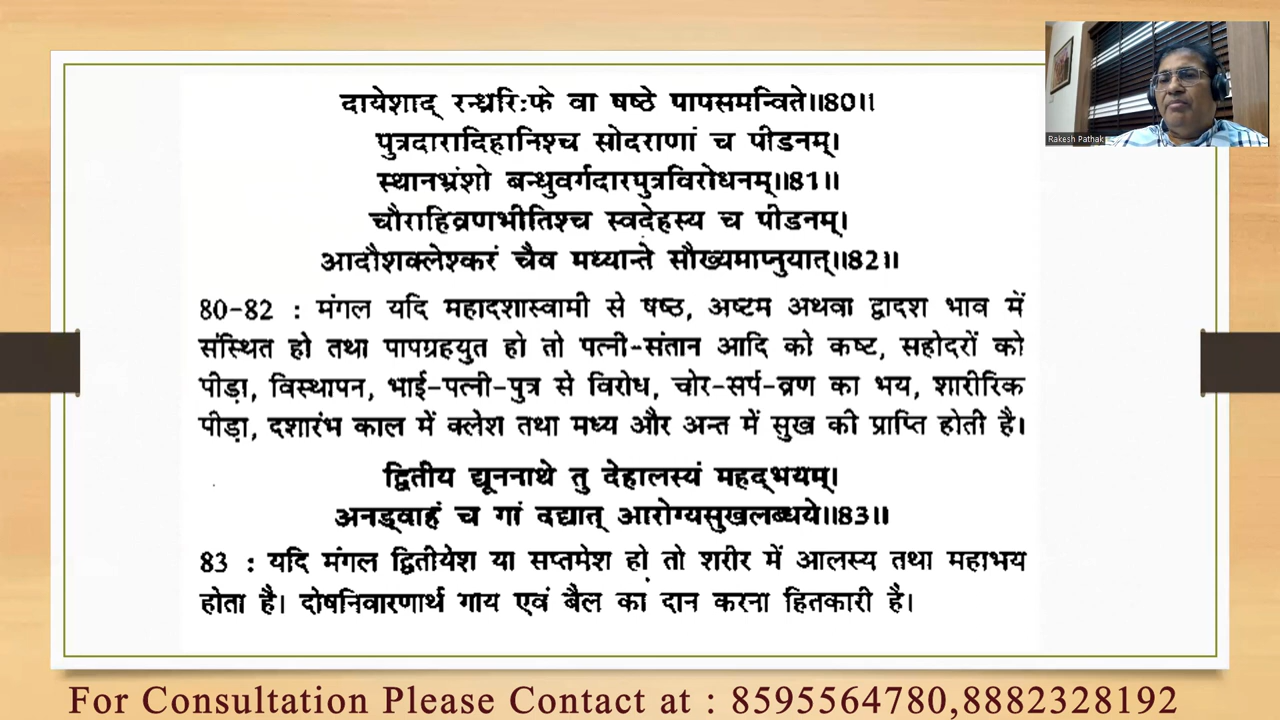 दायेशाद् रन्ध्ररिःफे वा षष्ठे पापसमन्विते॥80॥
पुत्रदारादिहानिश्च सोदराणां च पीडनम्।
स्थानभ्रंशो बन्धुवर्गदारपुत्रविरोधनम्॥81॥
चौराहिव्रणभीतिश्च स्वदेहस्य च पीडनम्।
आदौशक्लेश्करं चैव मध्यान्ते सौख्यमाप्नुयात्॥82॥
80-82 : मंगल यदि महादशास्वामी से षष्ठ, अष्टम अथवा द्वादश भाव में
संस्थित हो तथा पापग्रहयुत हो तो पत्नी-संतान आदि को कष्ट, सहोदरों को
पीड़ा, विस्थापन, भाई-पत्नी-पुत्र से विरोध, चोर-सर्प-व्रण का भय, शारीरिक
पीड़ा, दशारंभ काल में क्लेश तथा मध्य और अन्त में सुख की प्राप्ति होती है।
द्वितीय द्यूननाथे तु देहालस्यं महद्भयम्।
अनड्वाहं च गां दद्यात् आरोग्यसुखलब्धये॥83॥
83 : यदि मंगल द्वितीयेश या सप्तमेश हो तो शरीर में आलस्य तथा महाभय
होता है। दोषनिवारणार्थ गाय एवं बैल का दान करना हितकारी है।
Rakesh Pathak
For Consultation Please Contact at : 8595564780,8882328192